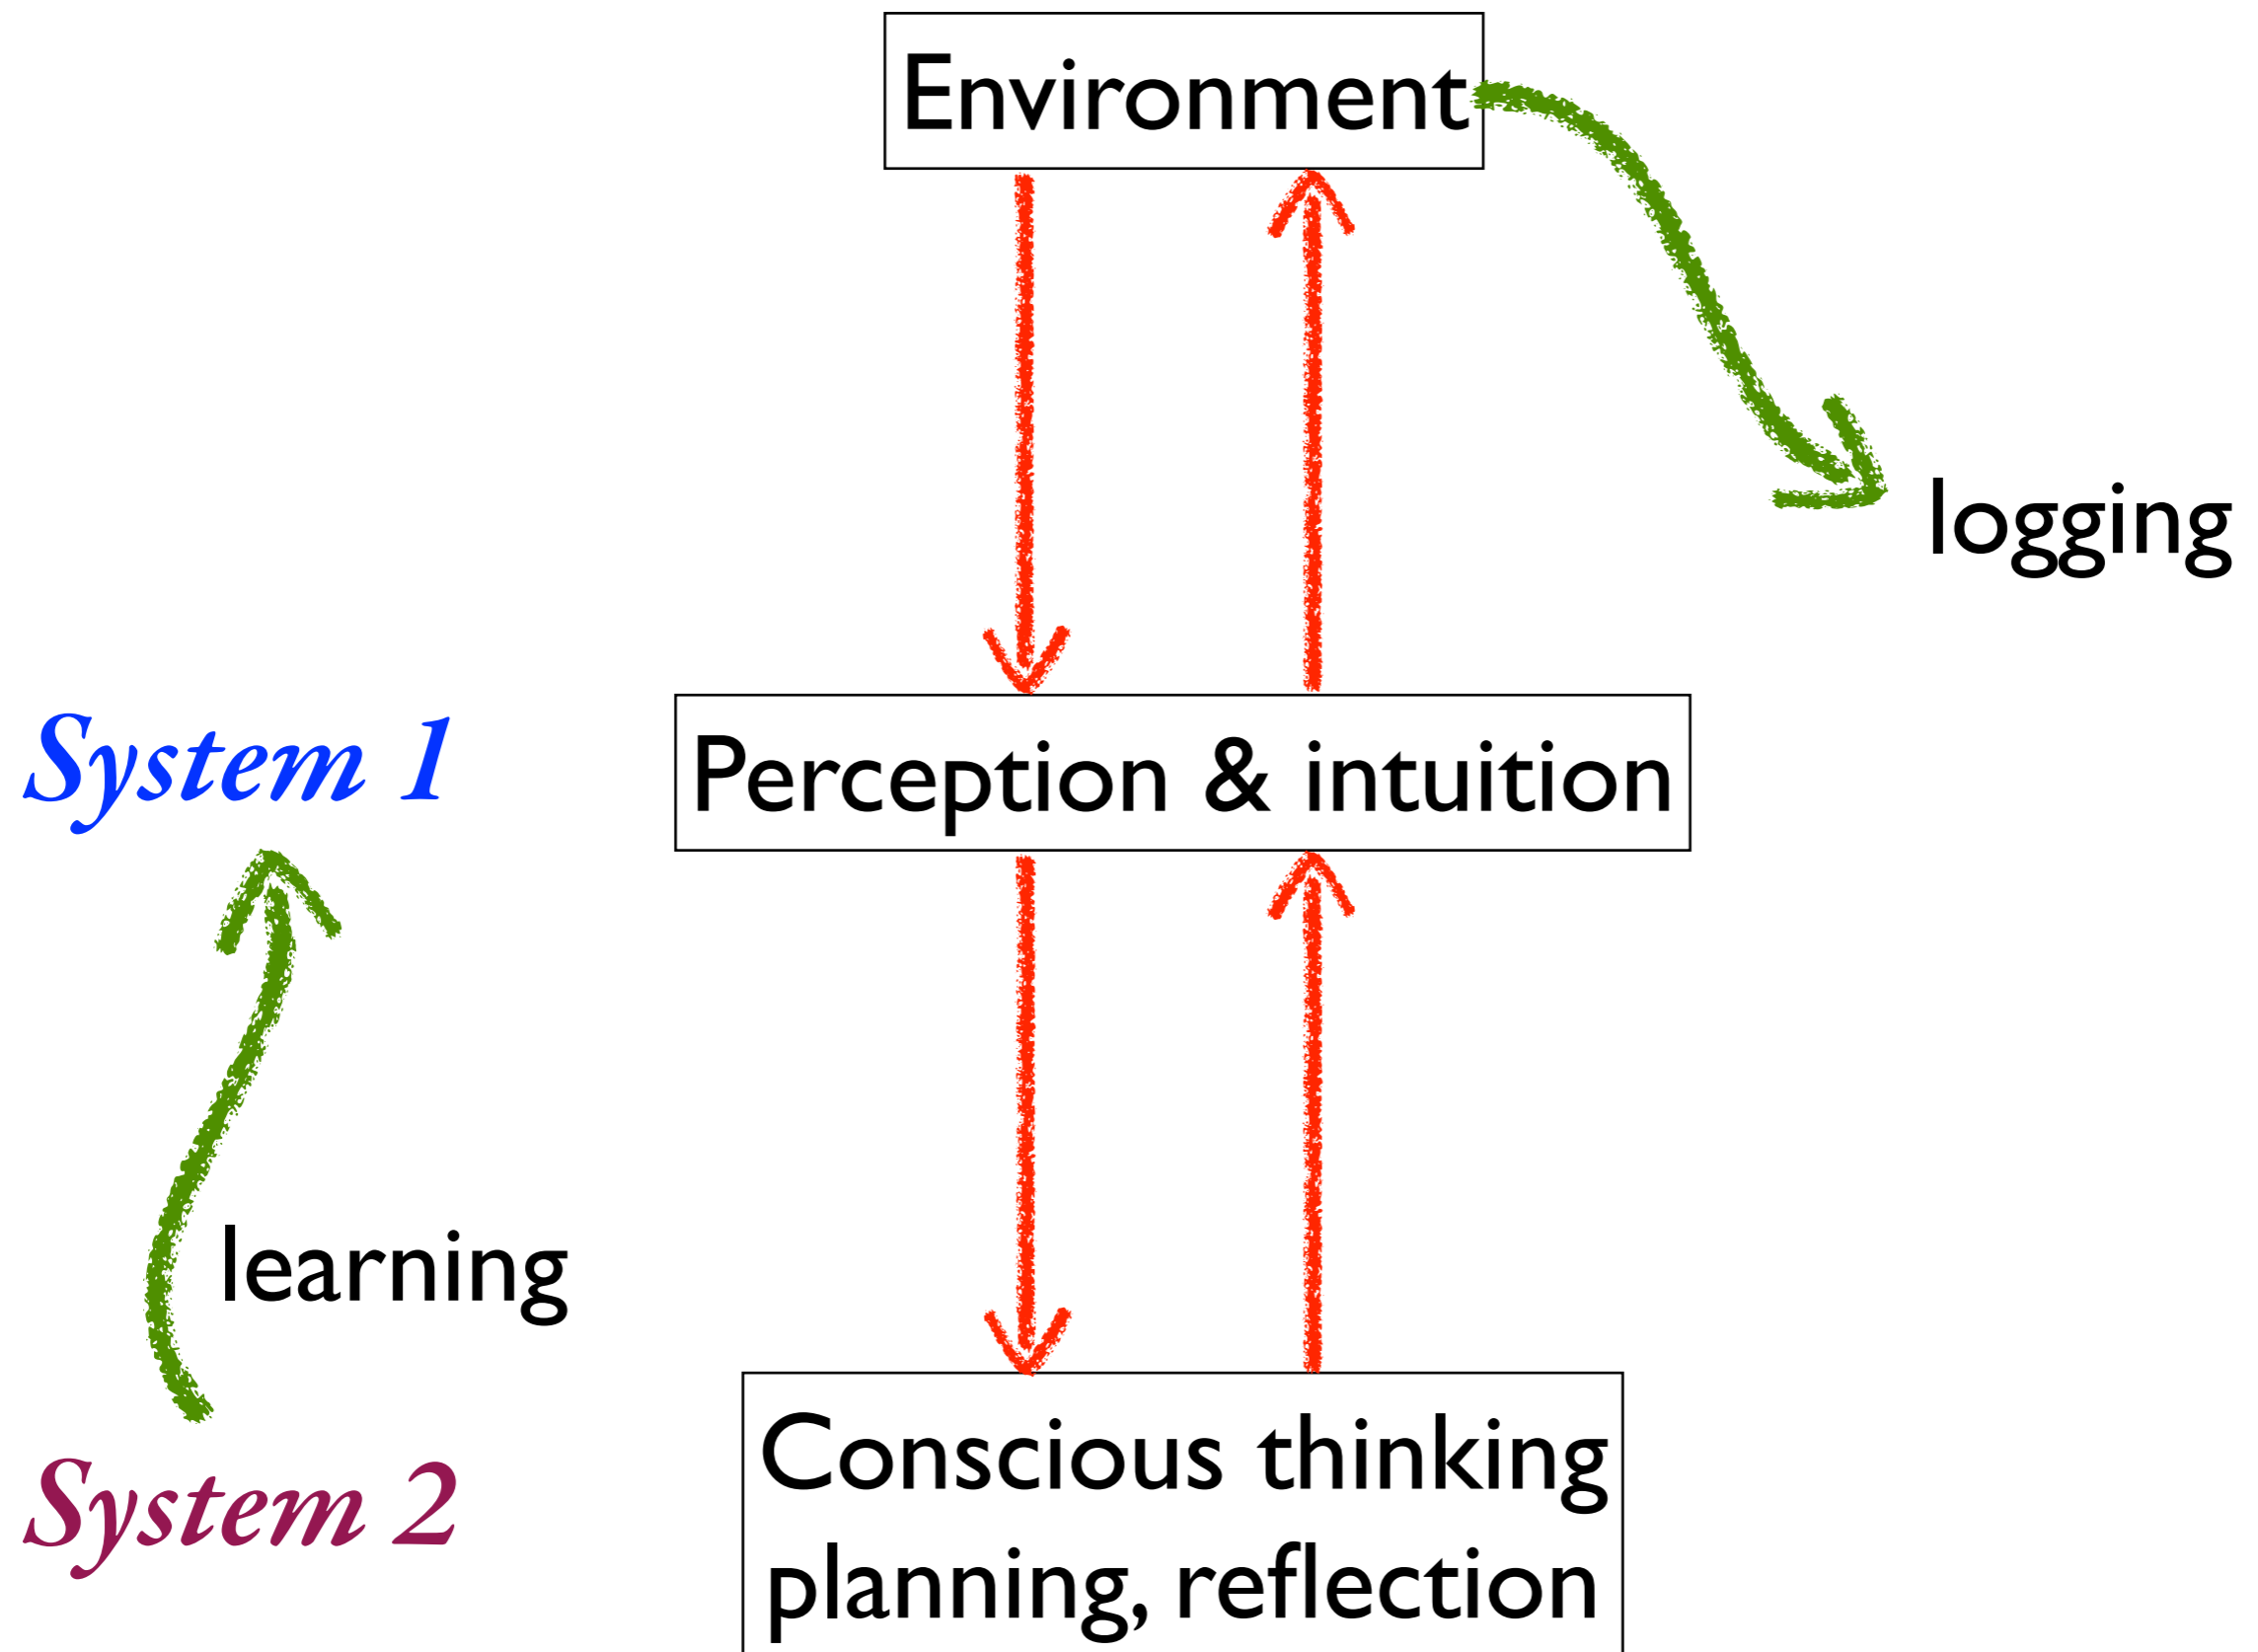 Environment
logging
System 1
Perception & intuition
learning
System 2
Conscious thinking
planning, reflection